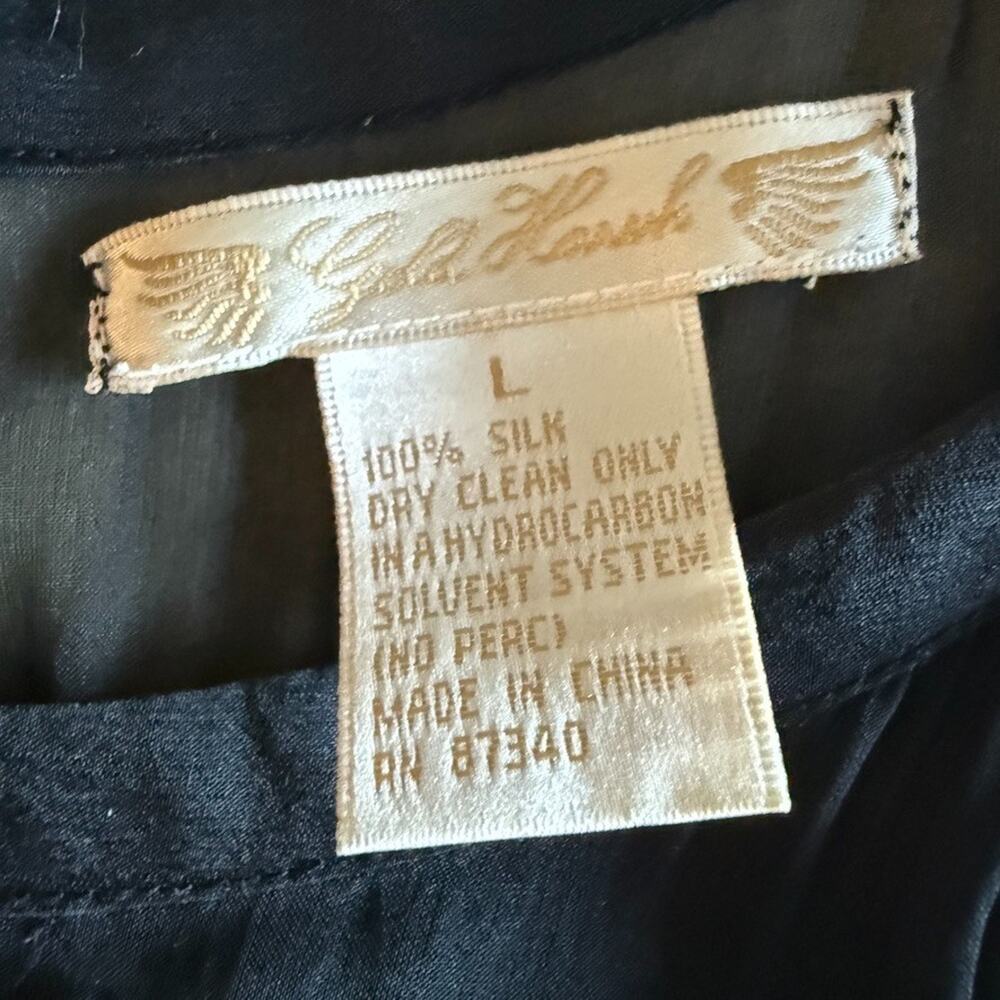 Gold Hawk
L
100% SILK
DRY CLEAN ONLY
IN A HYDROCARBON
SOLVENT SYSTEM
(NO PERC)
MADE IN CHINA
RN 87340